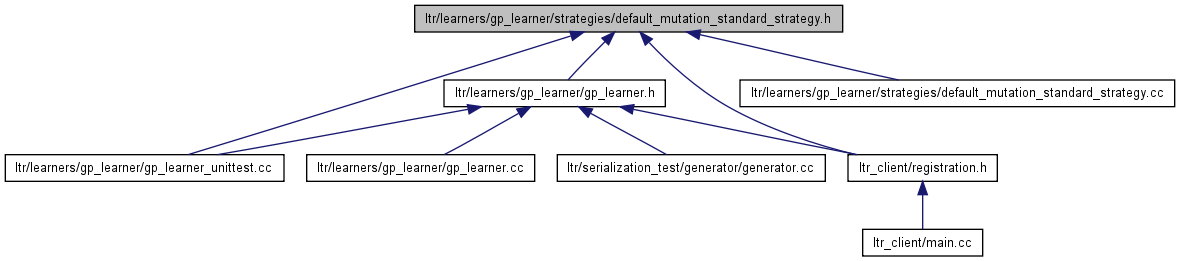 ltr/learners/gp_learner/strategies/default_mutation_standard_strategy.h
ltr/learners/gp_learner/gp_learner.h
ltr/learners/gp_learner/strategies/default_mutation_standard_strategy.cc
ltr/learners/gp_learner/gp_learner_unittest.cc
ltr/learners/gp_learner/gp_learner.cc
ltr/serialization_test/generator/generator.cc
ltr_client/registration.h
ltr_client/main.cc